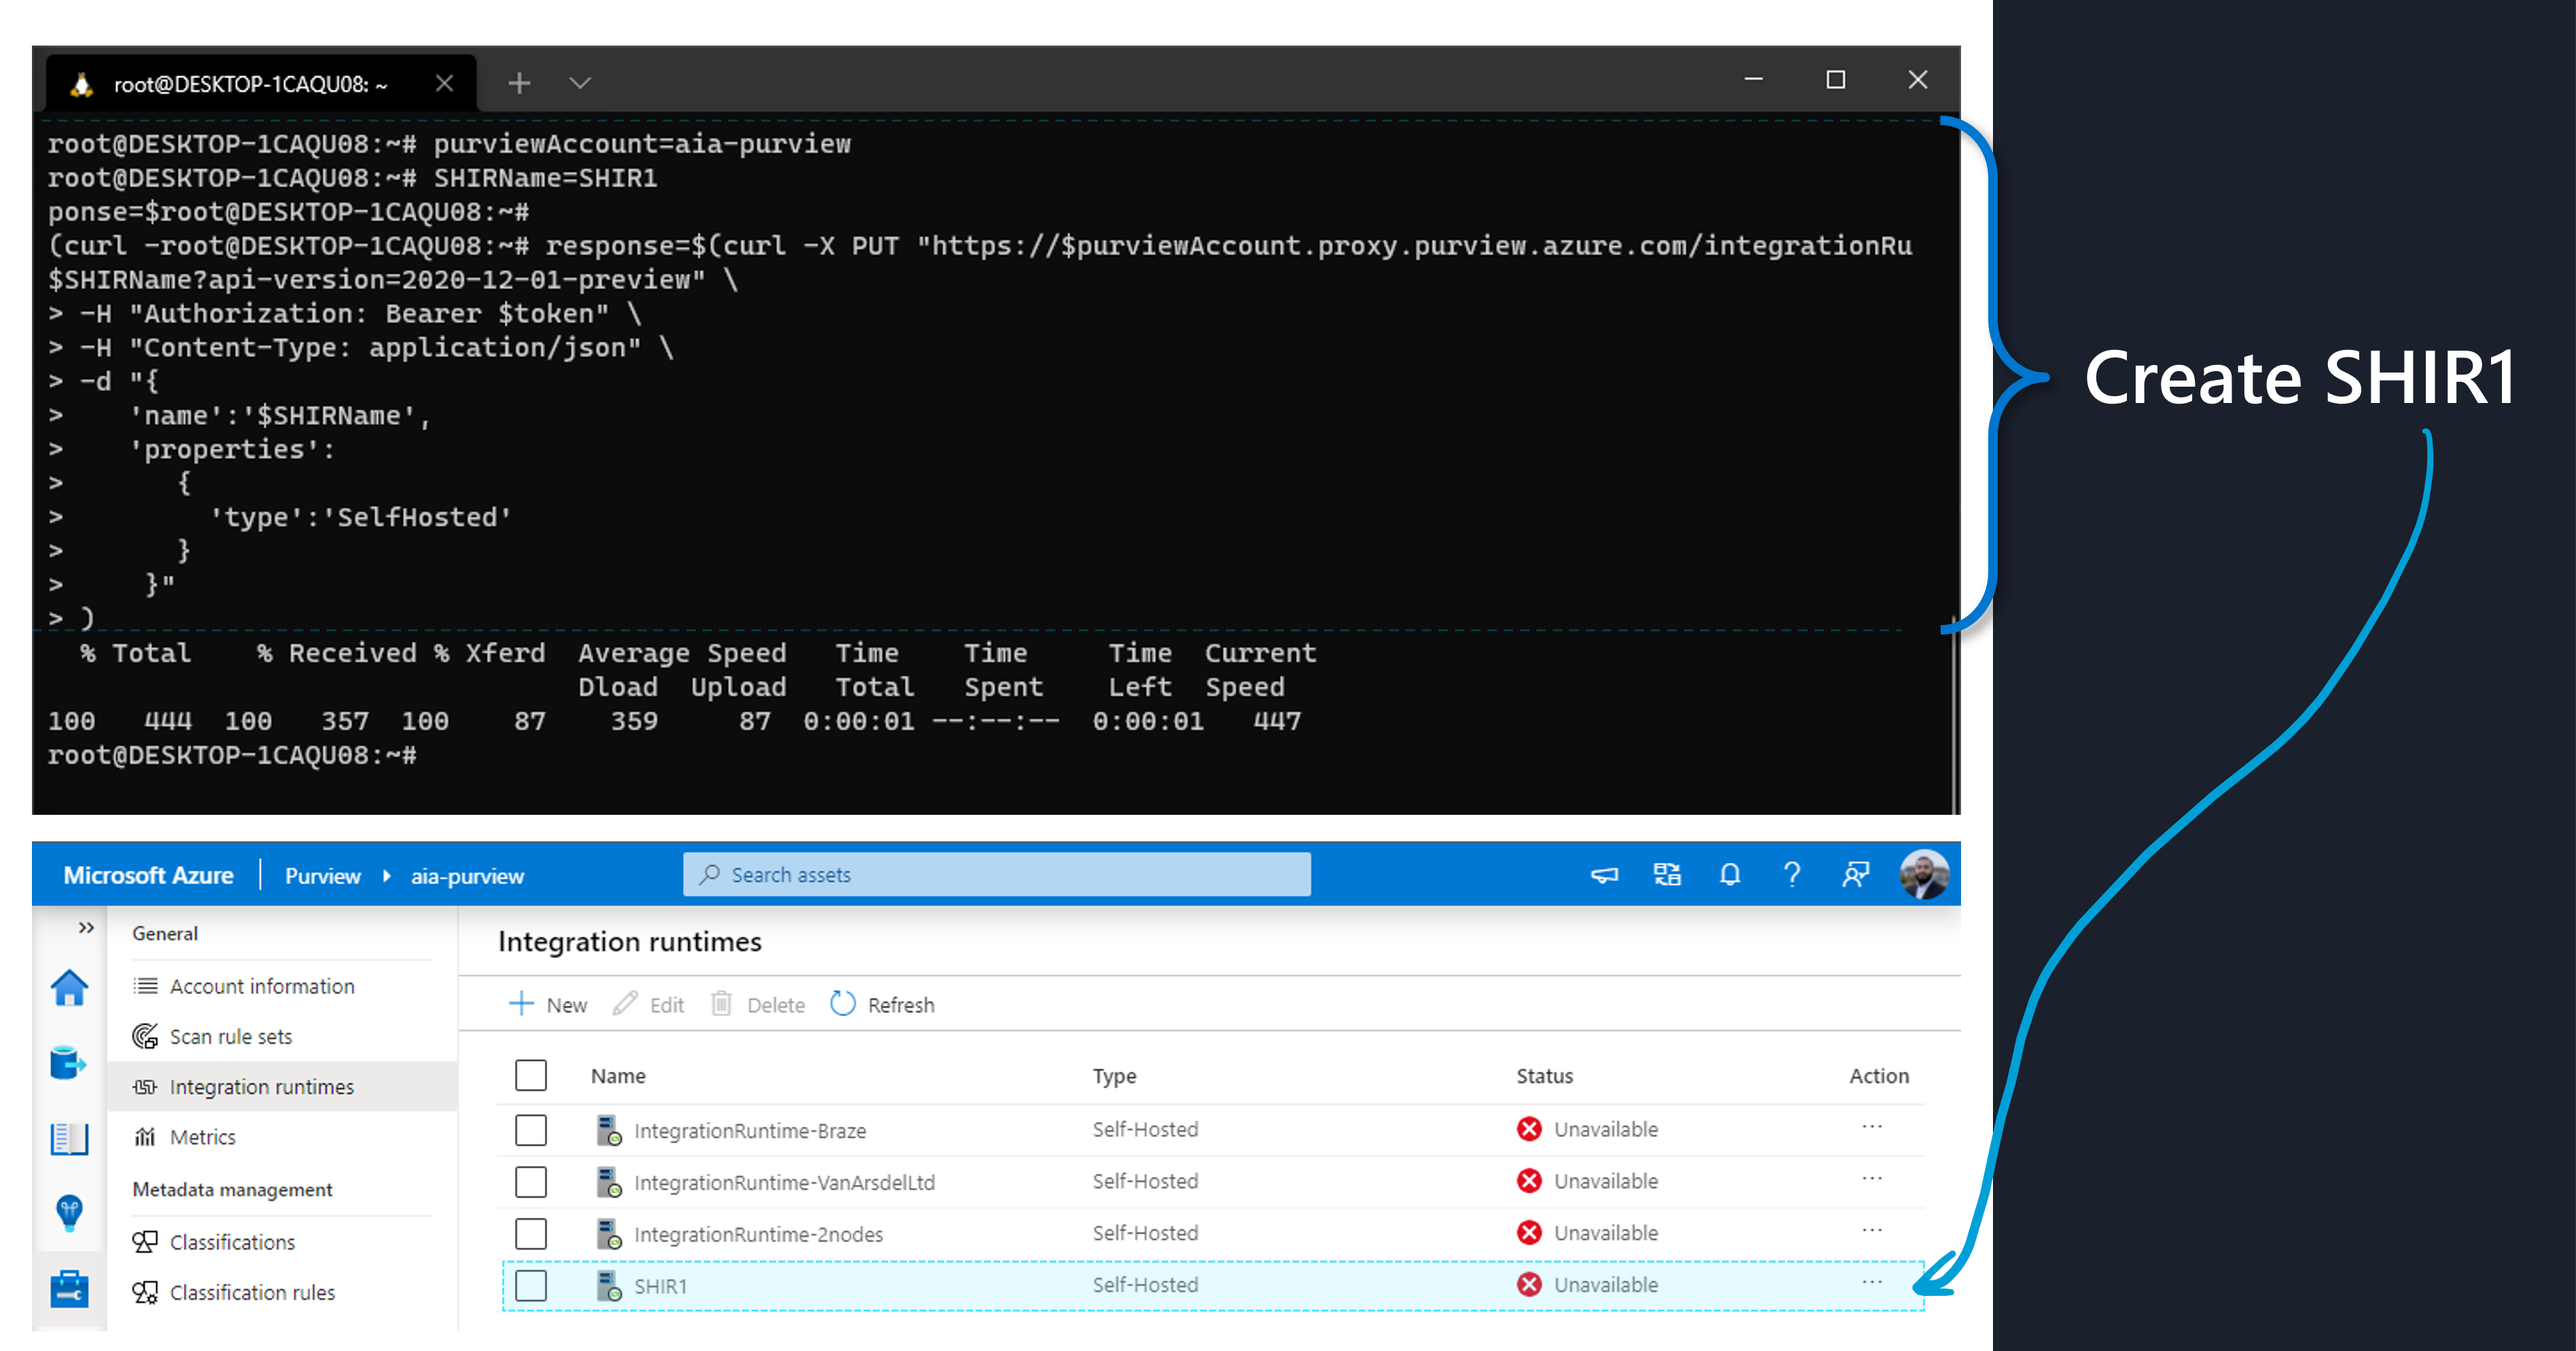 root@DESKTOP-1CAQU08: ~
root@DESKTOP-1CAQU08:~# purviewAccount=aia-purview
root@DESKTOP-1CAQU08:~# SHIRName=SHIR1
ponse=$root@DESKTOP-1CAQU08:~#
(curl -root@DESKTOP-1CAQU08:~# response=$(curl -X PUT "https://$purviewAccount.proxy.purview.azure.com/integrationRu
$SHIRName?api-version=2020-12-01-preview" \
> -H "Authorization: Bearer $token" \
> -H "Content-Type: application/json" \
> -d "{
>     'name':'$SHIRName',
>     'properties':
>        {
>          'type':'SelfHosted'
>        }
>      }"
> )
  % Total    % Received % Xferd  Average Speed   Time    Time     Time  Current
                                 Dload  Upload   Total   Spent    Left  Speed
100   444  100   357  100    87    359     87  0:00:01 --:--:--  0:00:01   447
root@DESKTOP-1CAQU08:~#
Create SHIR1
Microsoft Azure Purview aia-purview Search assets
General
Account information
Scan rule sets
Integration runtimes
Metrics
Metadata management
Classifications
Classification rules
Integration runtimes
New Edit Delete Refresh
Name Type Status Action
IntegrationRuntime-Braze Self-Hosted Unavailable ...
IntegrationRuntime-VanArsdelLtd Self-Hosted Unavailable ...
IntegrationRuntime-2nodes Self-Hosted Unavailable ...
SHIR1 Self-Hosted Unavailable ...